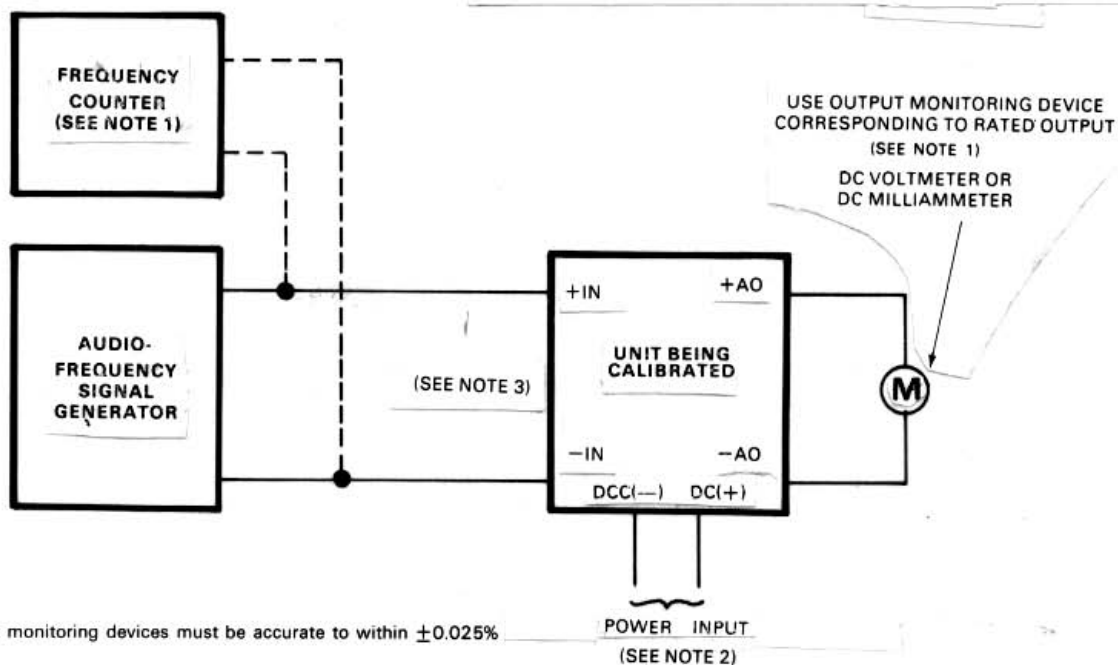 FREQUENCY
COUNTER
(SEE NOTE 1)
USE OUTPUT MONITORING DEVICE
CORRESPONDING TO RATED OUTPUT
(SEE NOTE 1)
DC VOLTMETER OR
DC MILLIAMMETER
AUDIO-
FREQUENCY
SIGNAL
GENERATOR
(SEE NOTE 3)
+IN
+AO
UNIT BEING
CALIBRATED
−IN
−AO
DCC(—)
DC(+)
M
monitoring devices must be accurate to within ±0.025%
POWER INPUT
(SEE NOTE 2)